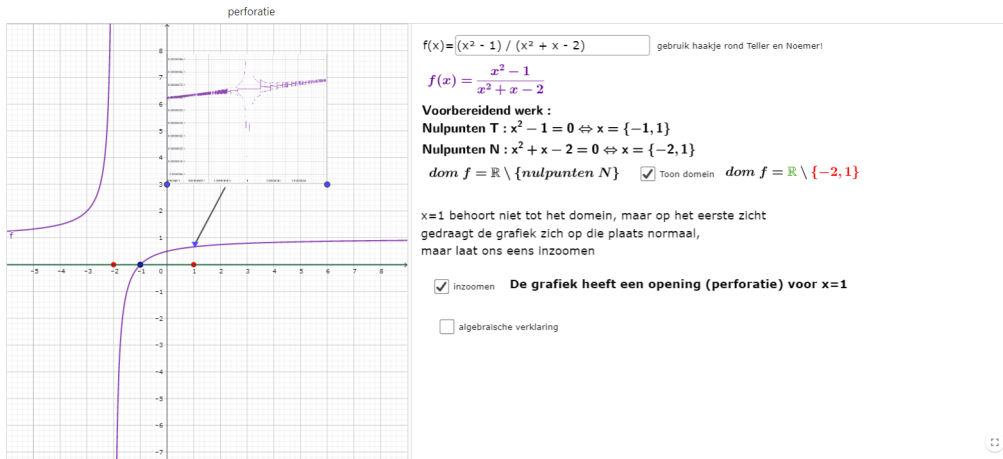 perforatie
f(x)= (x² - 1) / (x² + x - 2) gebruik haakje rond Teller en Noemer!
f(x) = x² − 1 / x² + x − 2
Voorbereidend werk :
Nulpunten T : x² − 1 = 0 ⇔ x = {−1, 1}
Nulpunten N : x² + x − 2 = 0 ⇔ x = {−2, 1}
dom f = ℝ \ {nulpunten N} Toon domein dom f = ℝ \ {−2, 1}
x=1 behoort niet tot het domein, maar op het eerste zicht
gedraagt de grafiek zich op die plaats normaal,
maar laat ons eens inzoomen
inzoomen De grafiek heeft een opening (perforatie) voor x=1
algebraïsche verklaring
8
7
6
5
4
3
2
1
f
-5 -4 -3 -2 -1 0 1 2 3 4 5 6 7 8
-1
-2
-3
-4
-5
-6
-7